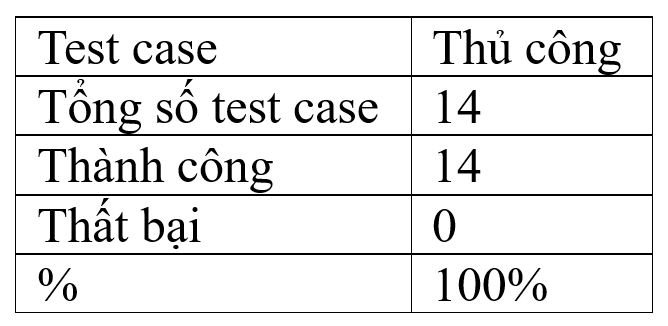 Test case Thủ công
Tổng số test case 14
Thành công 14
Thất bại 0
% 100%